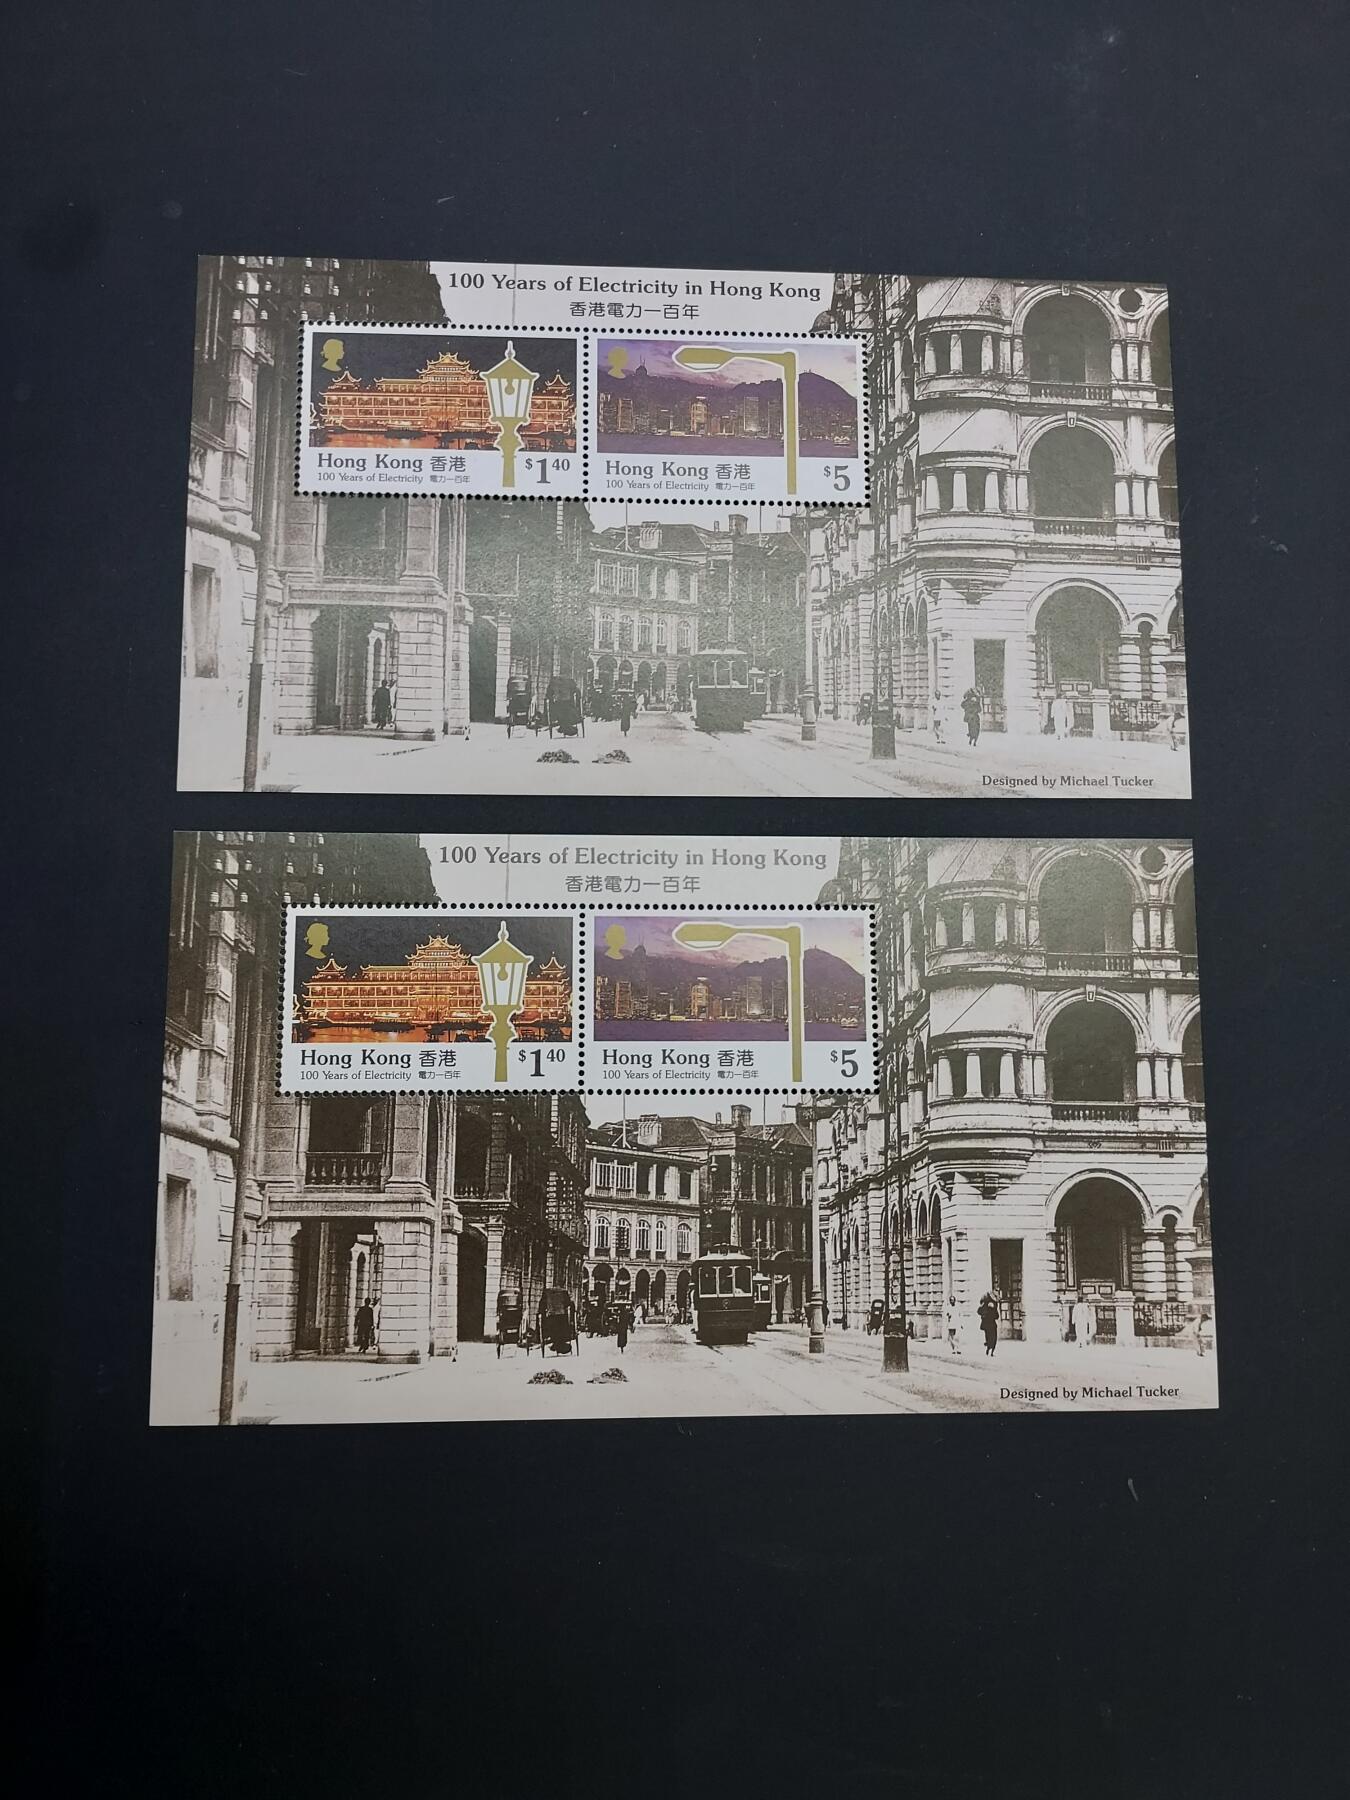 100 Years of Electricity in Hong Kong
香港電力一百年
Hong Kong 香港
100 Years of Electricity 電力一百年
$1 40
Hong Kong 香港
100 Years of Electricity 電力一百年
$5
Designed by Michael Tucker
100 Years of Electricity in Hong Kong
香港電力一百年
Hong Kong 香港
100 Years of Electricity 電力一百年
$1 40
Hong Kong 香港
100 Years of Electricity 電力一百年
$5
Designed by Michael Tucker